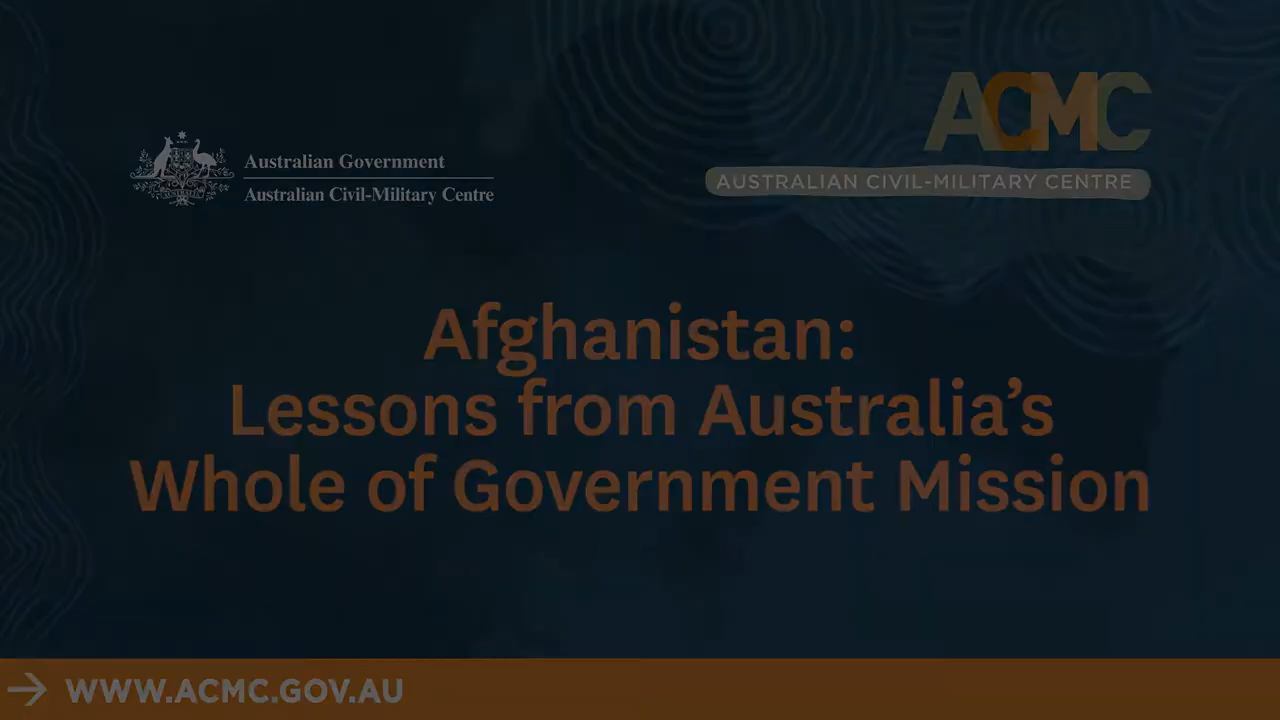 Australian Government
Australian Civil-Military Centre
ACMC
AUSTRALIAN CIVIL-MILITARY CENTRE
Afghanistan:
Lessons from Australia’s
Whole of Government Mission
WWW.ACMC.GOV.AU